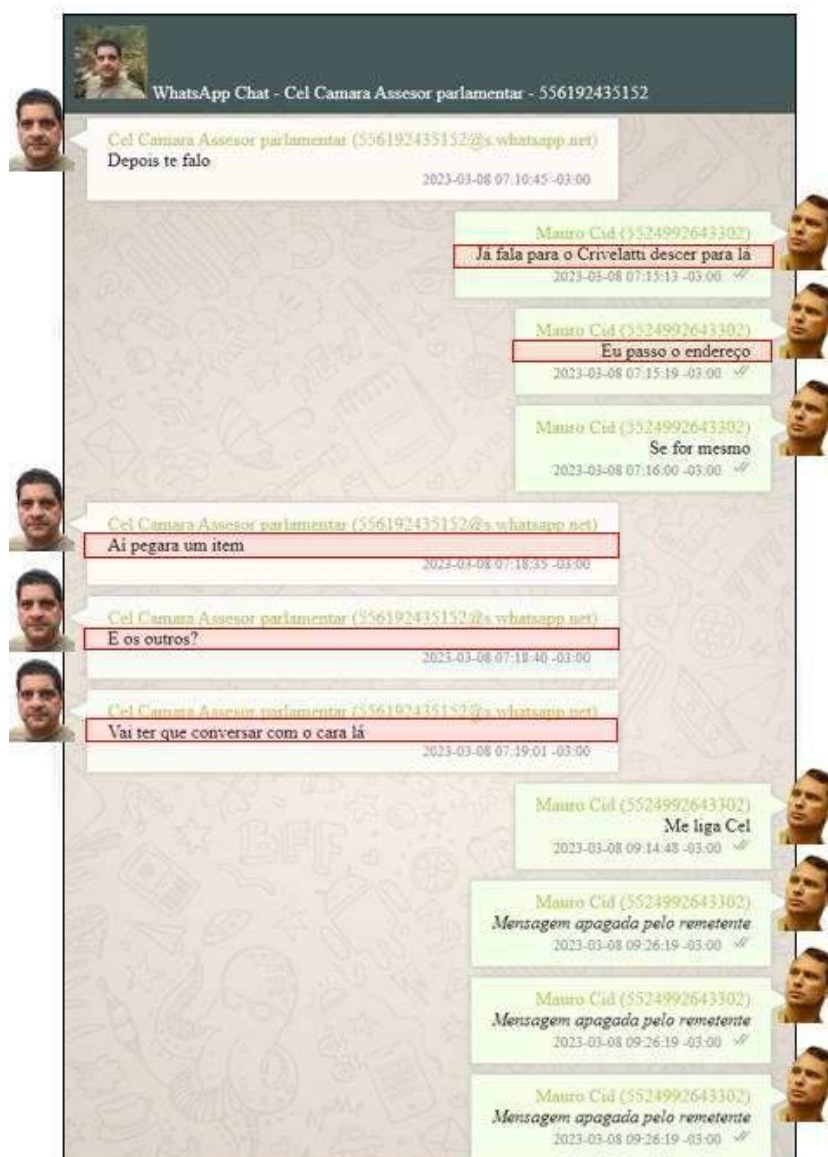 WhatsApp Chat - Cel Camara Assesor parlamentar - 556192435152
Cel Camara Assesor parlamentar (556192435152@s.whatsapp.net)
Depois te falo
2023-03-08 07:10:45 -03:00
Mauro Cid (5524992643302)
Já fala para o Crivelatti descer para lá
2023-03-08 07:15:13 -03:00
Mauro Cid (5524992643302)
Eu passo o endereço
2023-03-08 07:15:19 -03:00
Mauro Cid (5524992643302)
Se for mesmo
2023-03-08 07:16:00 -03:00
Cel Camara Assesor parlamentar (556192435152@s.whatsapp.net)
Ai pegara um item
2023-03-08 07:18:35 -03:00
Cel Camara Assesor parlamentar (556192435152@s.whatsapp.net)
E os outros?
2023-03-08 07:18:40 -03:00
Cel Camara Assesor parlamentar (556192435152@s.whatsapp.net)
Vai ter que conversar com o cara lá
2023-03-08 07:19:01 -03:00
Mauro Cid (5524992643302)
Me liga Cel
2023-03-08 09:14:48 -03:00
Mauro Cid (5524992643302)
Mensagem apagada pelo remetente
2023-03-08 09:26:19 -03:00
Mauro Cid (5524992643302)
Mensagem apagada pelo remetente
2023-03-08 09:26:19 -03:00
Mauro Cid (5524992643302)
Mensagem apagada pelo remetente
2023-03-08 09:26:19 -03:00